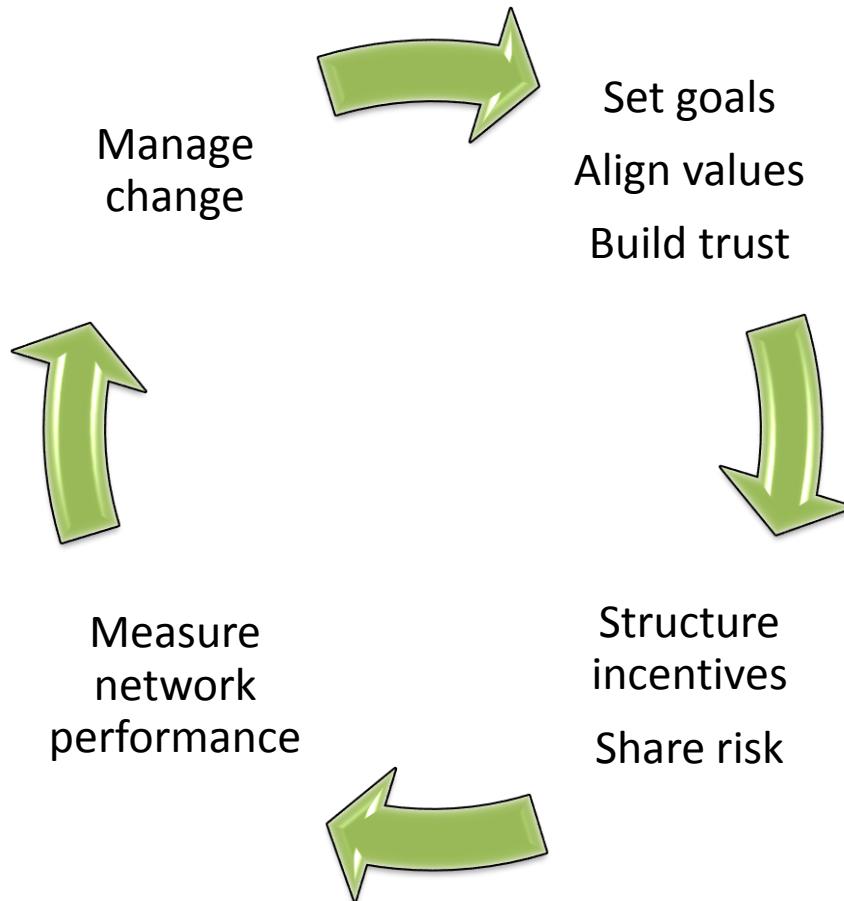 Manage
change
Set goals
Align values
Build trust
Structure
incentives
Share risk
Measure
network
performance